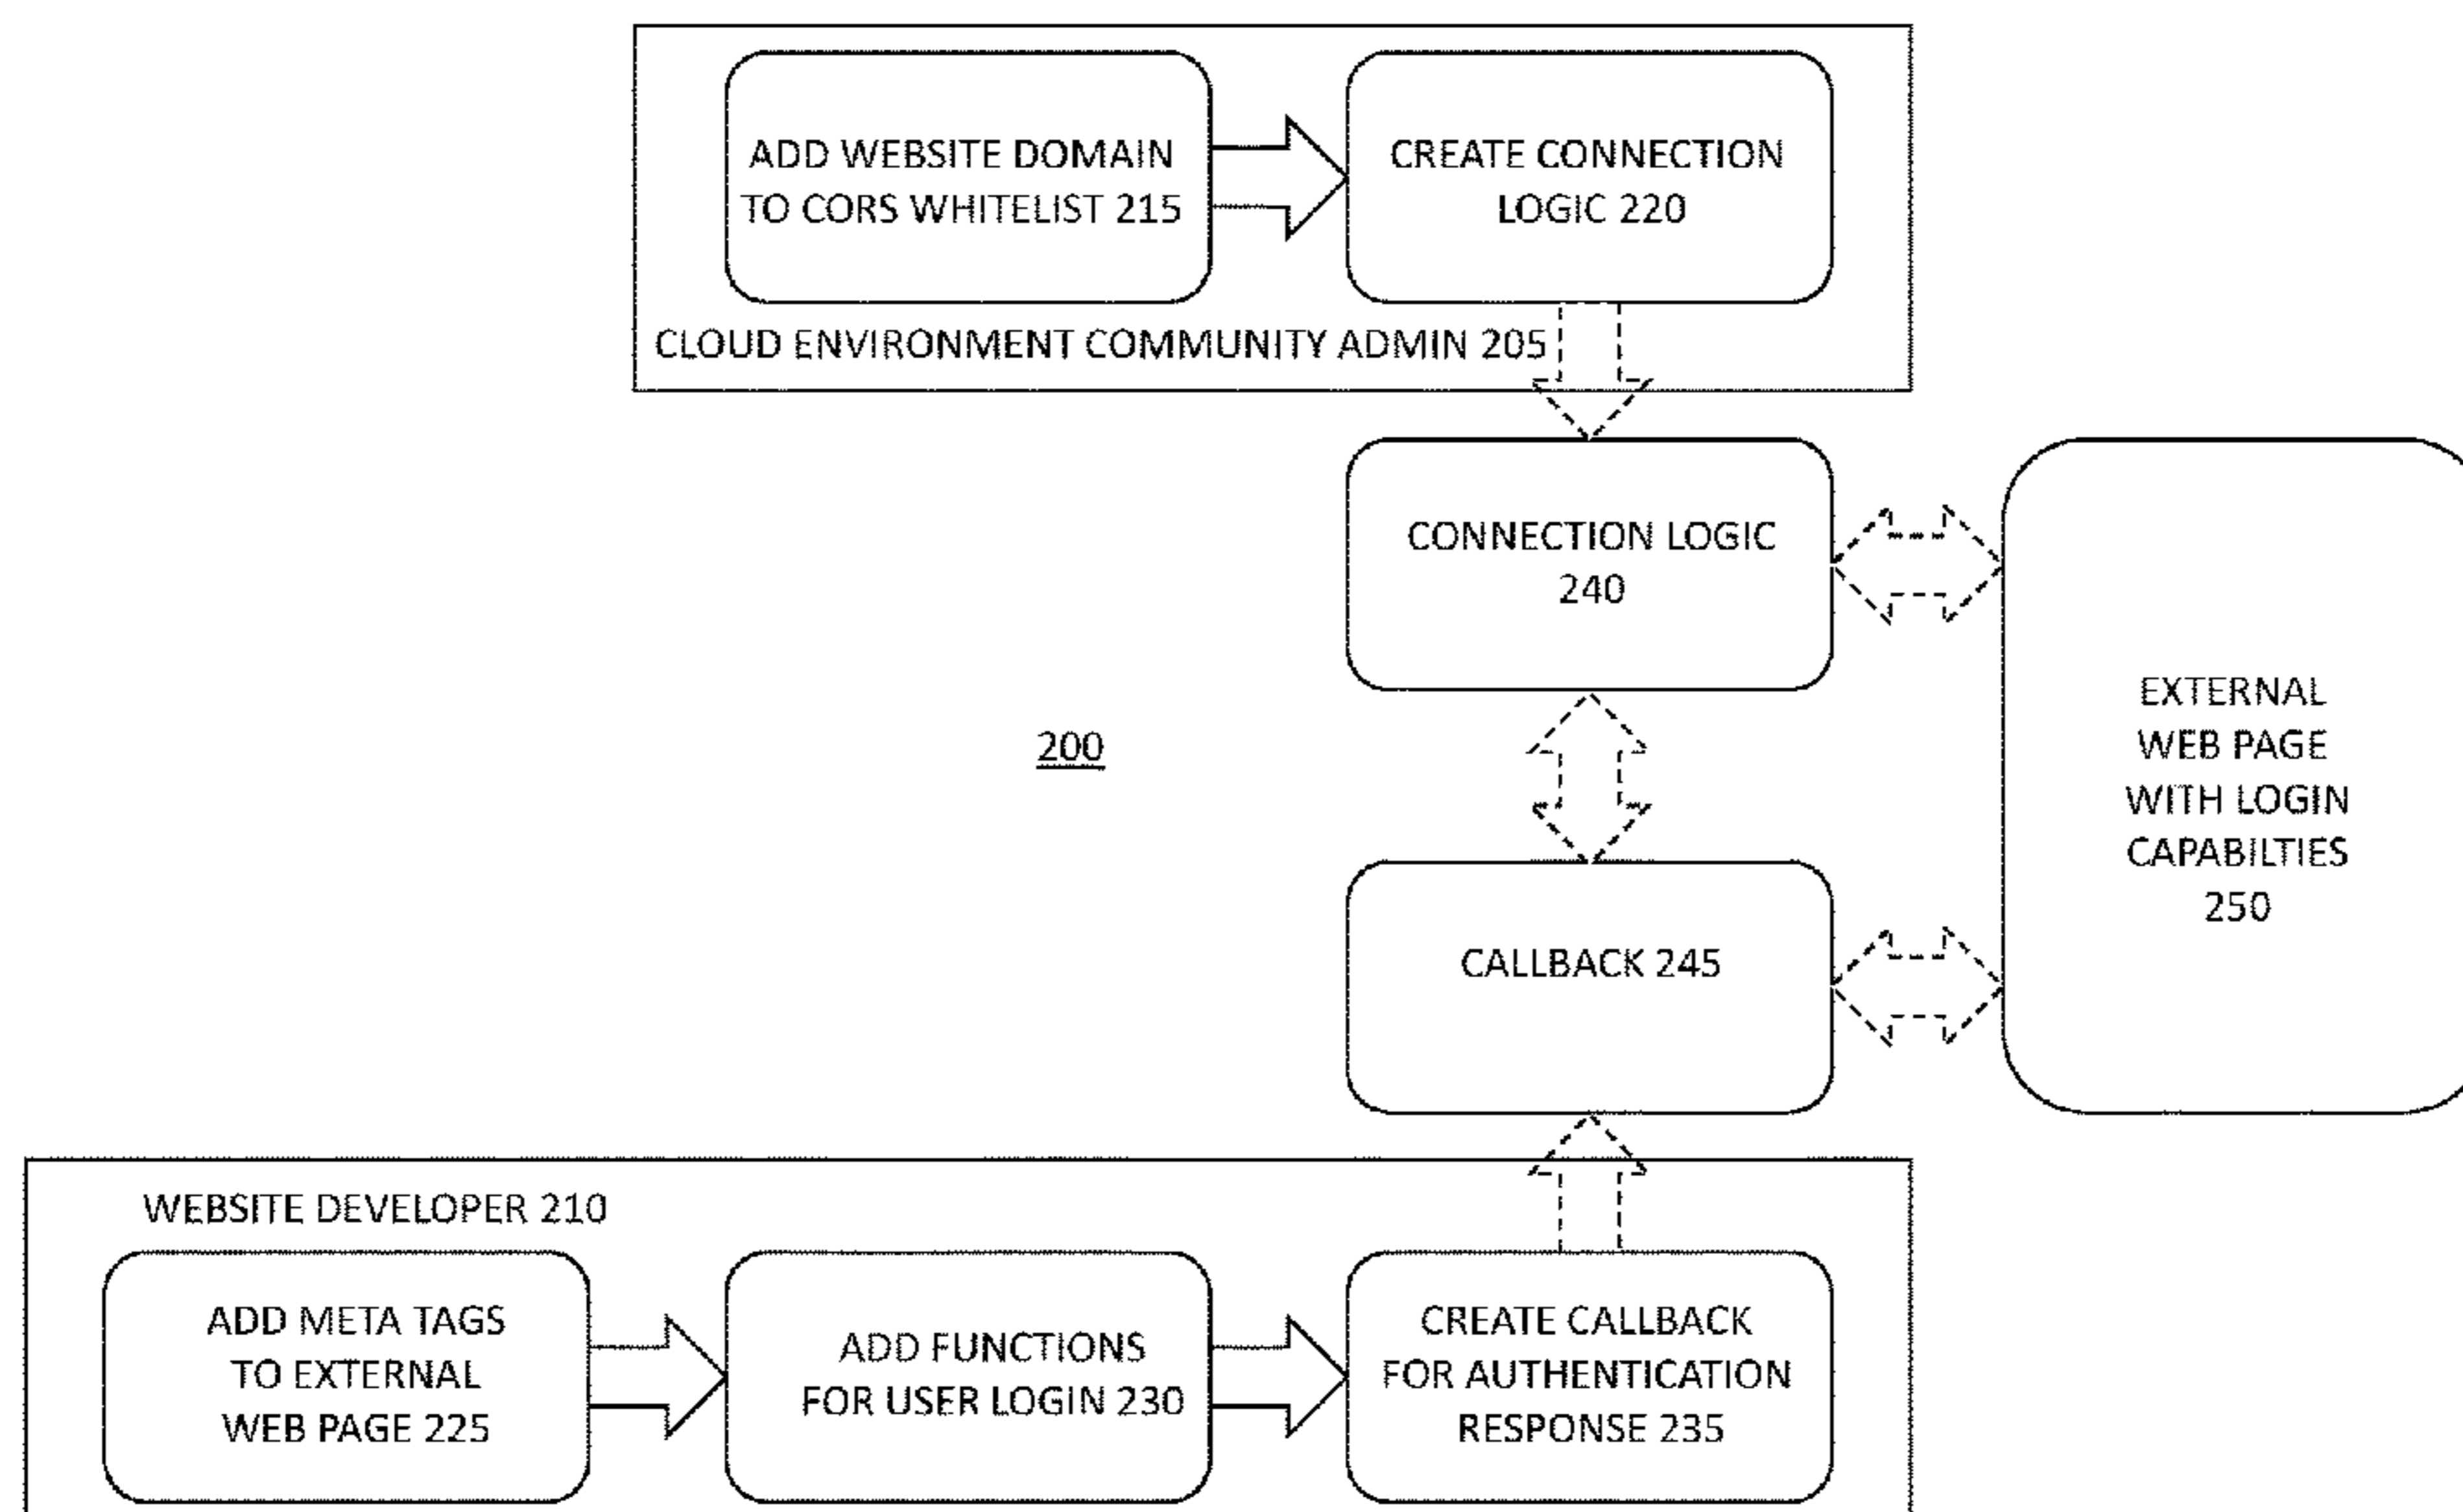 ADD WEBSITE DOMAIN
TO CORS WHITELIST 215
CREATE CONNECTION
LOGIC 220
CLOUD ENVIRONMENT COMMUNITY ADMIN 205
CONNECTION LOGIC
240
EXTERNAL
WEB PAGE
WITH LOGIN
CAPABILTIES
250
200
CALLBACK 245
WEBSITE DEVELOPER 210
ADD META TAGS
TO EXTERNAL
WEB PAGE 225
ADD FUNCTIONS
FOR USER LOGIN 230
CREATE CALLBACK
FOR AUTHENTICATION
RESPONSE 235